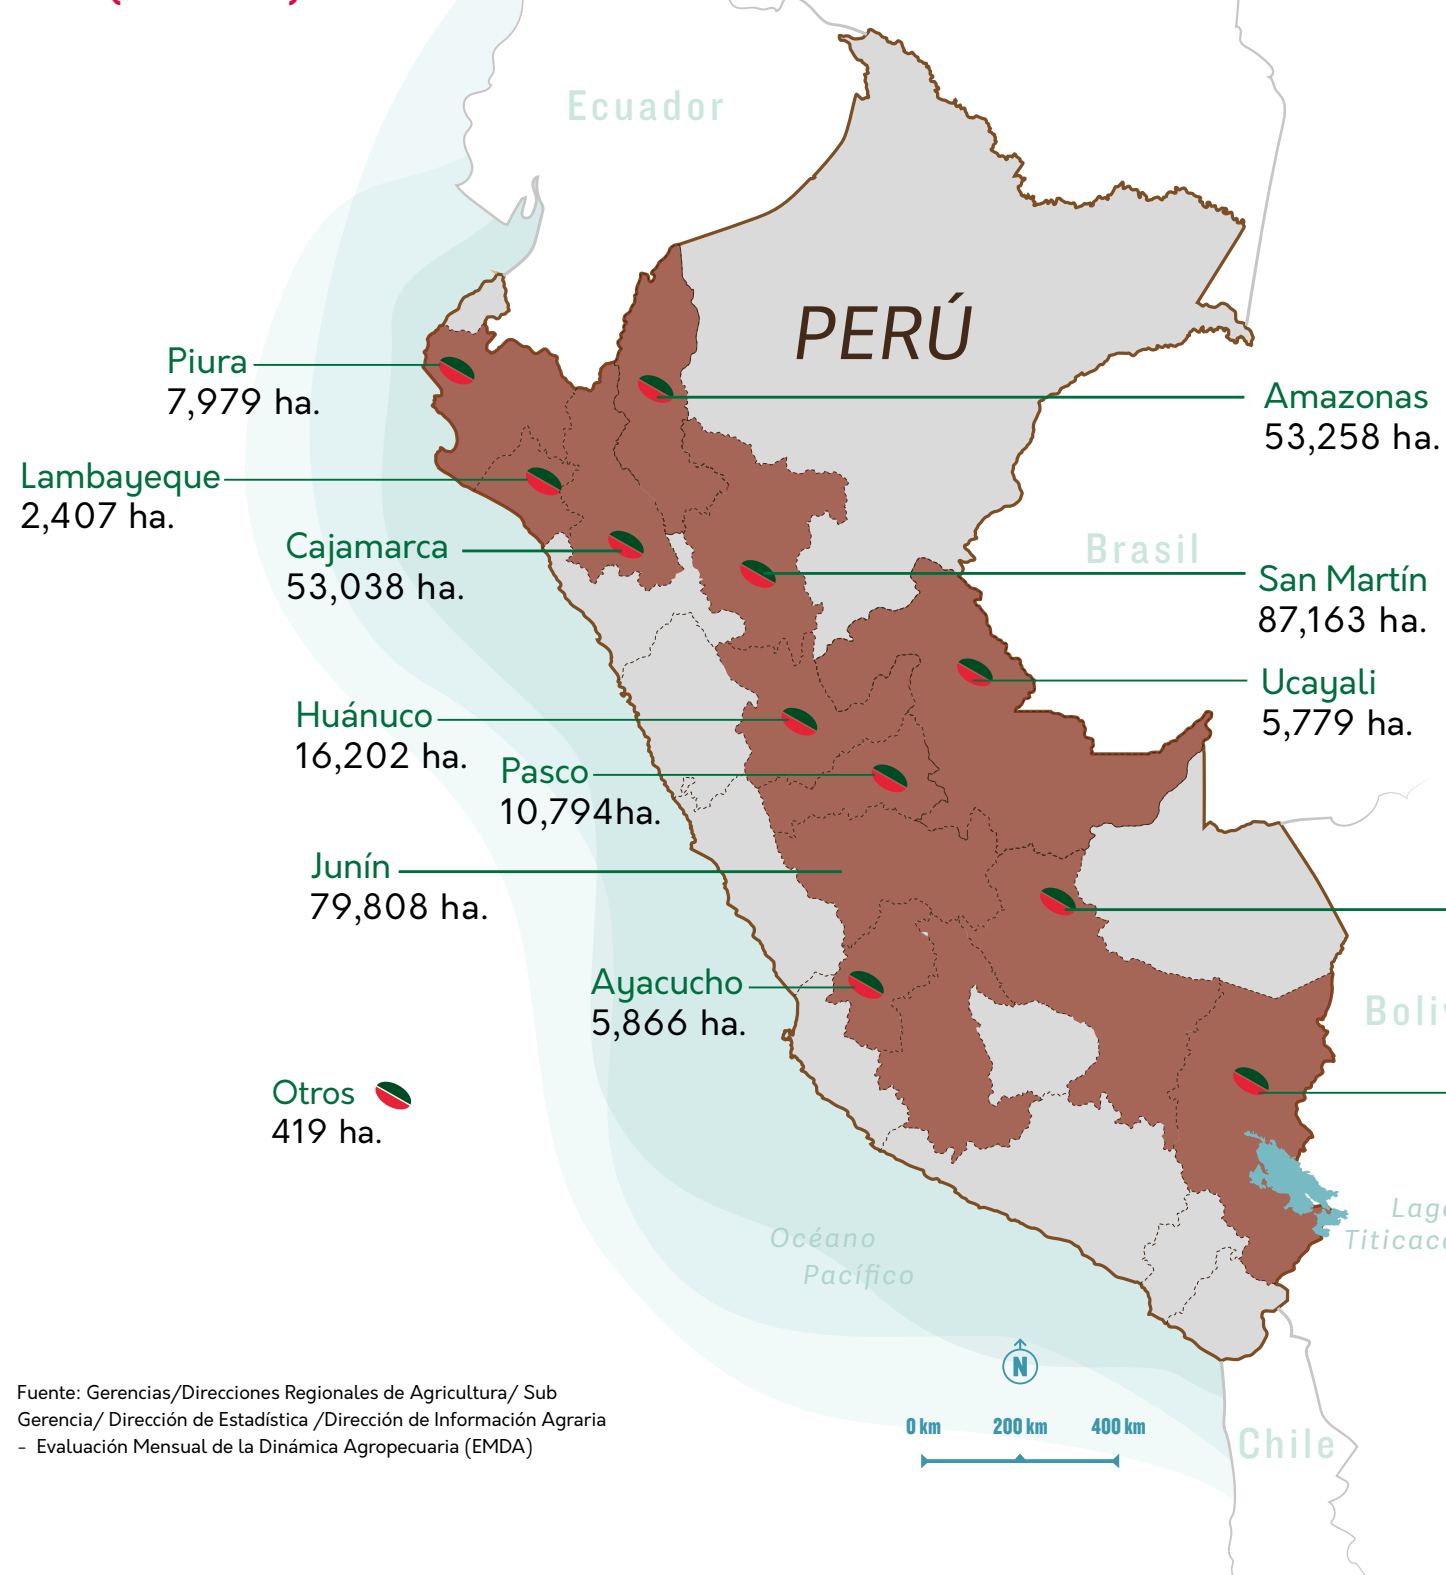 Ecuador
PERÚ
Piura
7,979 ha.
Amazonas
53,258 ha.
Lambayeque
2,407 ha.
Cajamarca
53,038 ha.
Brasil
San Martín
87,163 ha.
Ucayali
5,779 ha.
Huánuco
16,202 ha.
Pasco
10,794ha.
Junín
79,808 ha.
Ayacucho
5,866 ha.
Otros
419 ha.
Océano
Pacífico
N
0 km 200 km 400 km
Chile
Fuente: Gerencias/Direcciones Regionales de Agricultura/ Sub
Gerencia/ Dirección de Estadística /Dirección de Información Agraria
- Evaluación Mensual de la Dinámica Agropecuaria (EMDA)